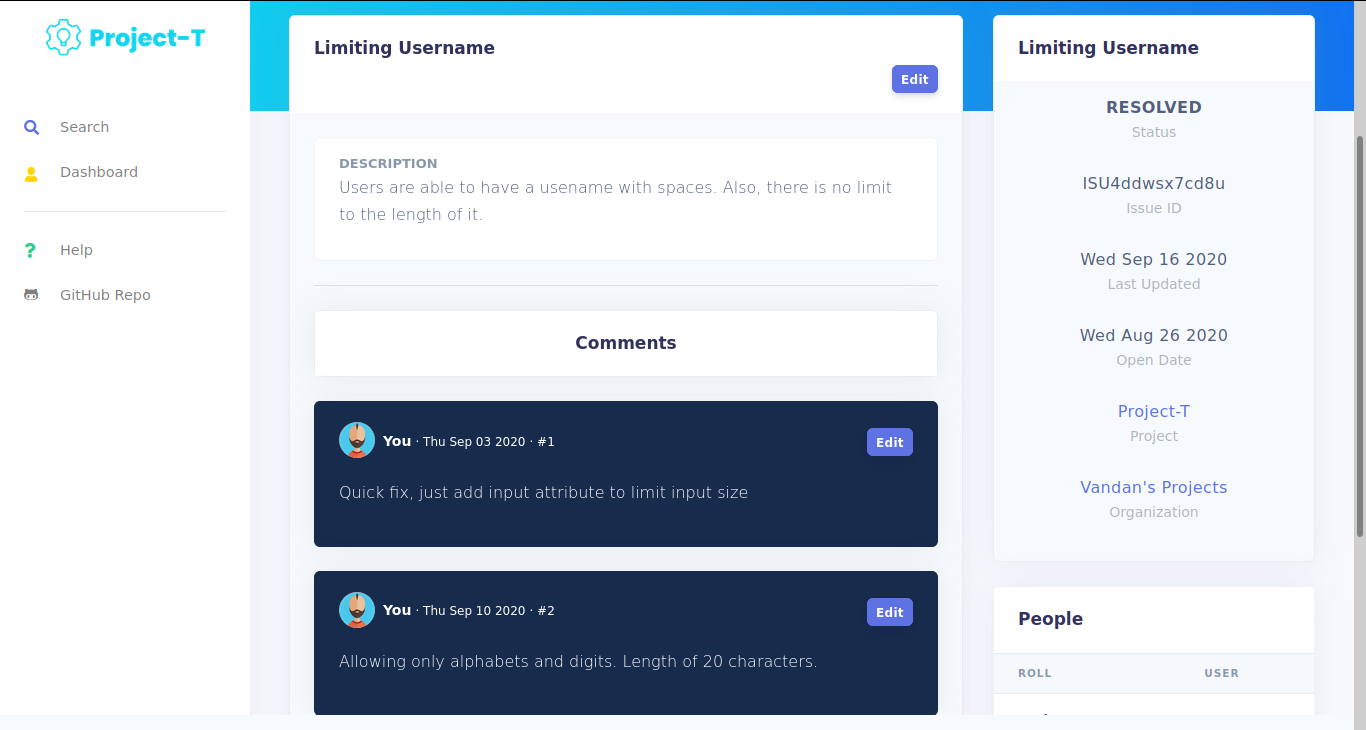 Project-T
Search
Dashboard
Help
GitHub Repo
Limiting Username
Edit
DESCRIPTION
Users are able to have a usename with spaces. Also, there is no limit
to the length of it.
Comments
You · Thu Sep 03 2020 · #1
Edit
Quick fix, just add input attribute to limit input size
You · Thu Sep 10 2020 · #2
Edit
Allowing only alphabets and digits. Length of 20 characters.
Limiting Username
RESOLVED
Status
ISU4ddwsx7cd8u
Issue ID
Wed Sep 16 2020
Last Updated
Wed Aug 26 2020
Open Date
Project-T
Project
Vandan's Projects
Organization
People
ROLL USER